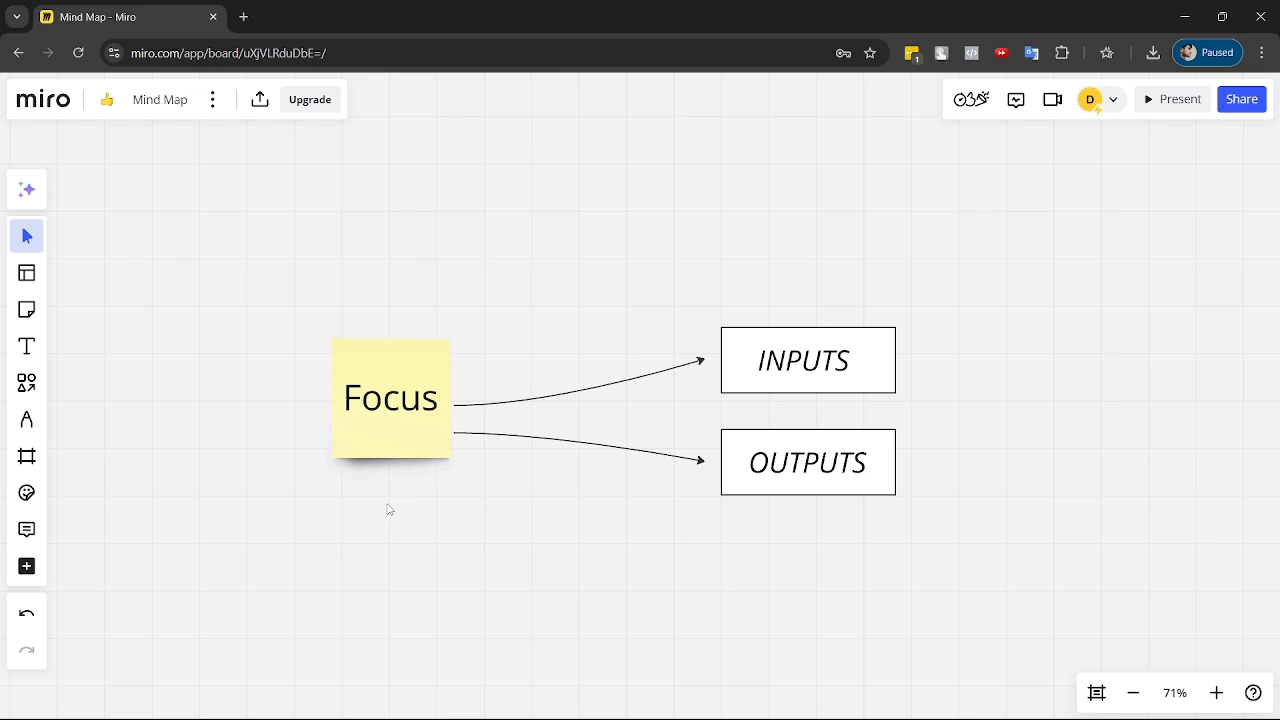 Mind Map - Miro
miro.com/app/board/uXjVLRduDbE=/
1
Paused
miro
Mind Map
Upgrade
D
Present
Share
Focus
INPUTS
OUTPUTS
71%